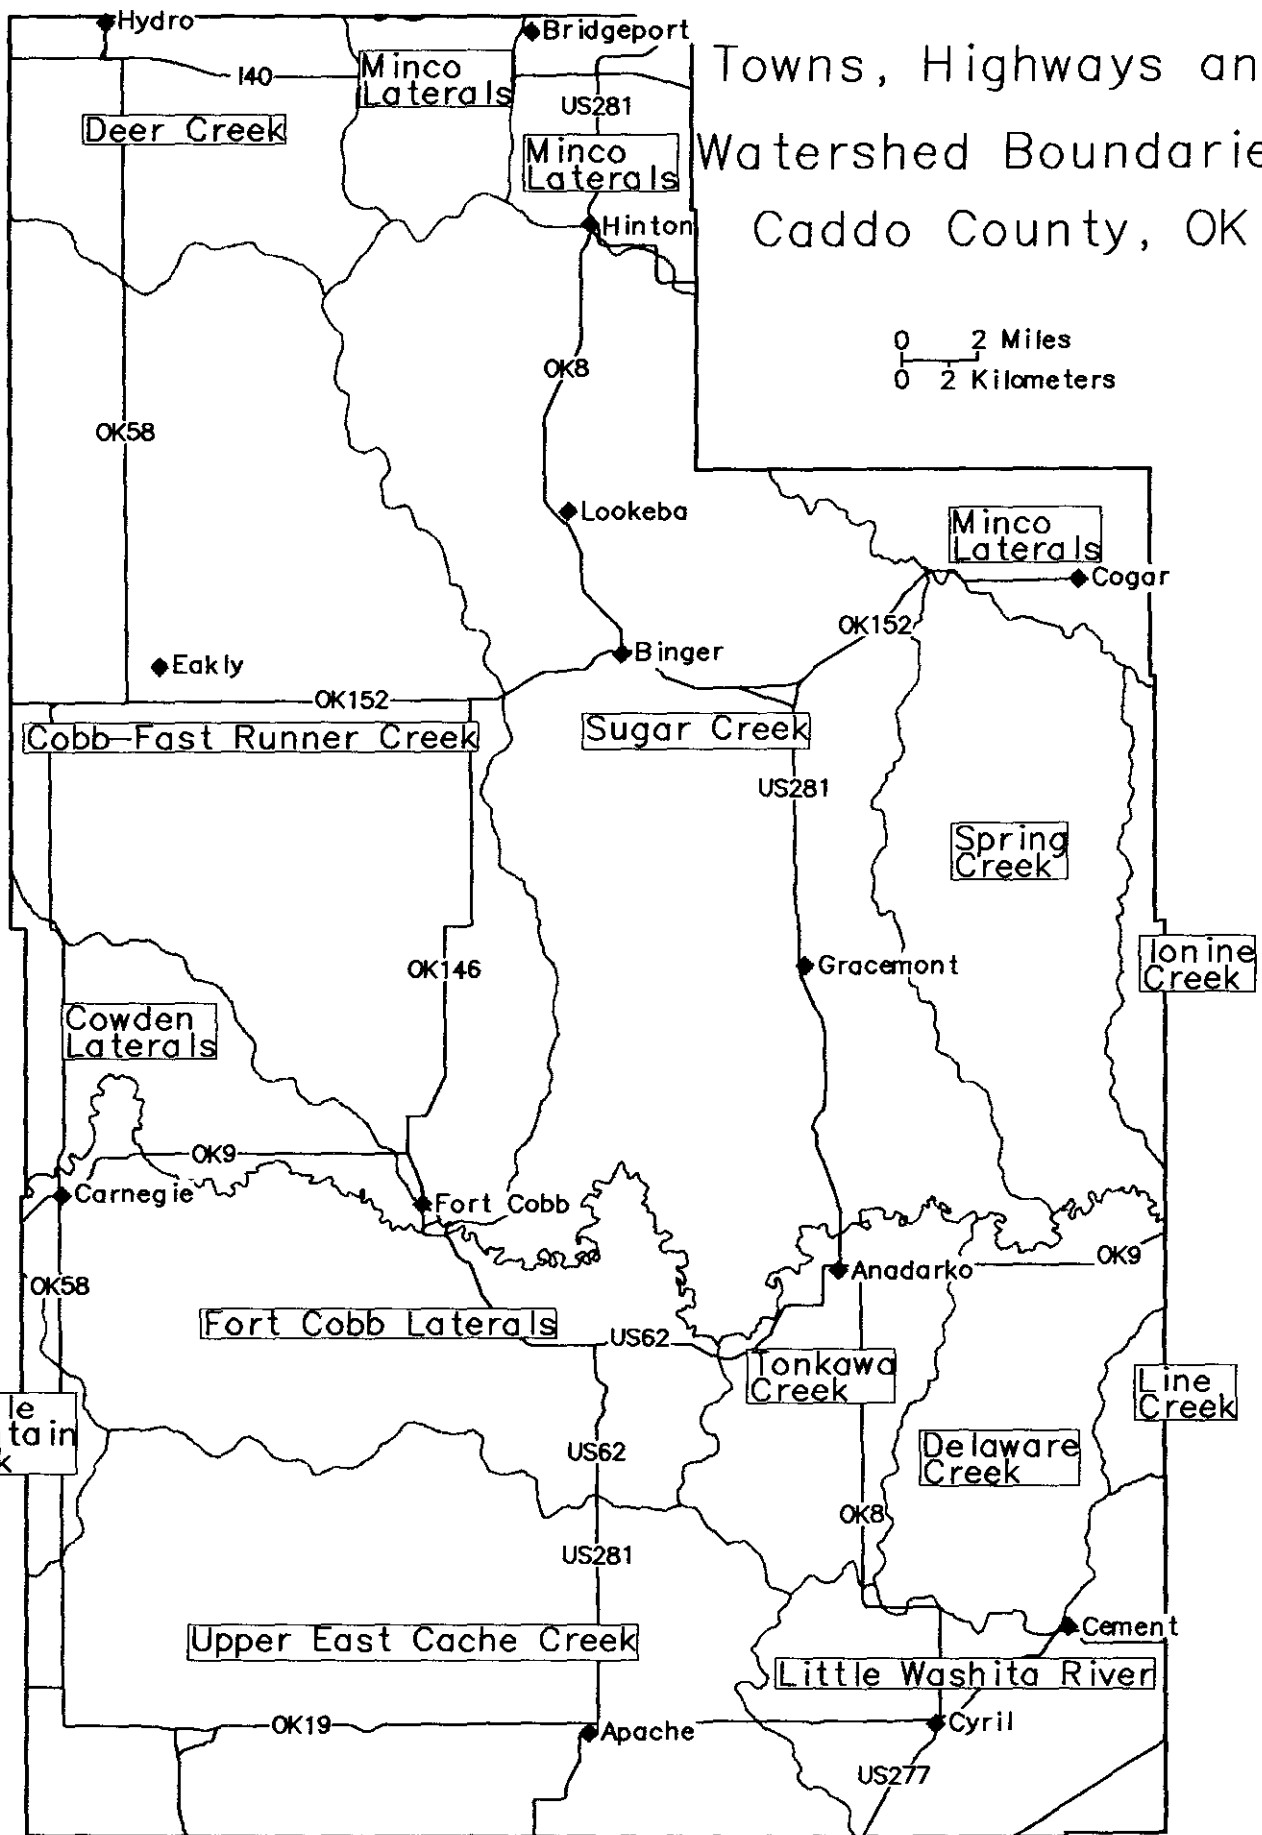 Hydro
Bridgeport
Towns, Highways an
I40
Minco
Laterals
US281
Deer Creek
Minco
Laterals
Watershed Boundarie
Hinton
Caddo County, OK
0 2 Miles
0 2 Kilometers
OK8
OK58
Lookeba
Minco
Laterals
Cogar
OK152
Binger
Eakly
OK152
Cobb-Fast Runner Creek
Sugar Creek
US281
Spring
Creek
Gracemont
OK146
Ionine
Creek
Cowden
Laterals
OK9
Carnegie
Fort Cobb
OK9
Anadarko
OK58
Fort Cobb Laterals
US62
Tonkawa
Creek
Line
Creek
le
tain
k
US62
Delaware
Creek
OK8
US281
Upper East Cache Creek
Cement
Little Washita River
OK19
Apache
Cyril
US277